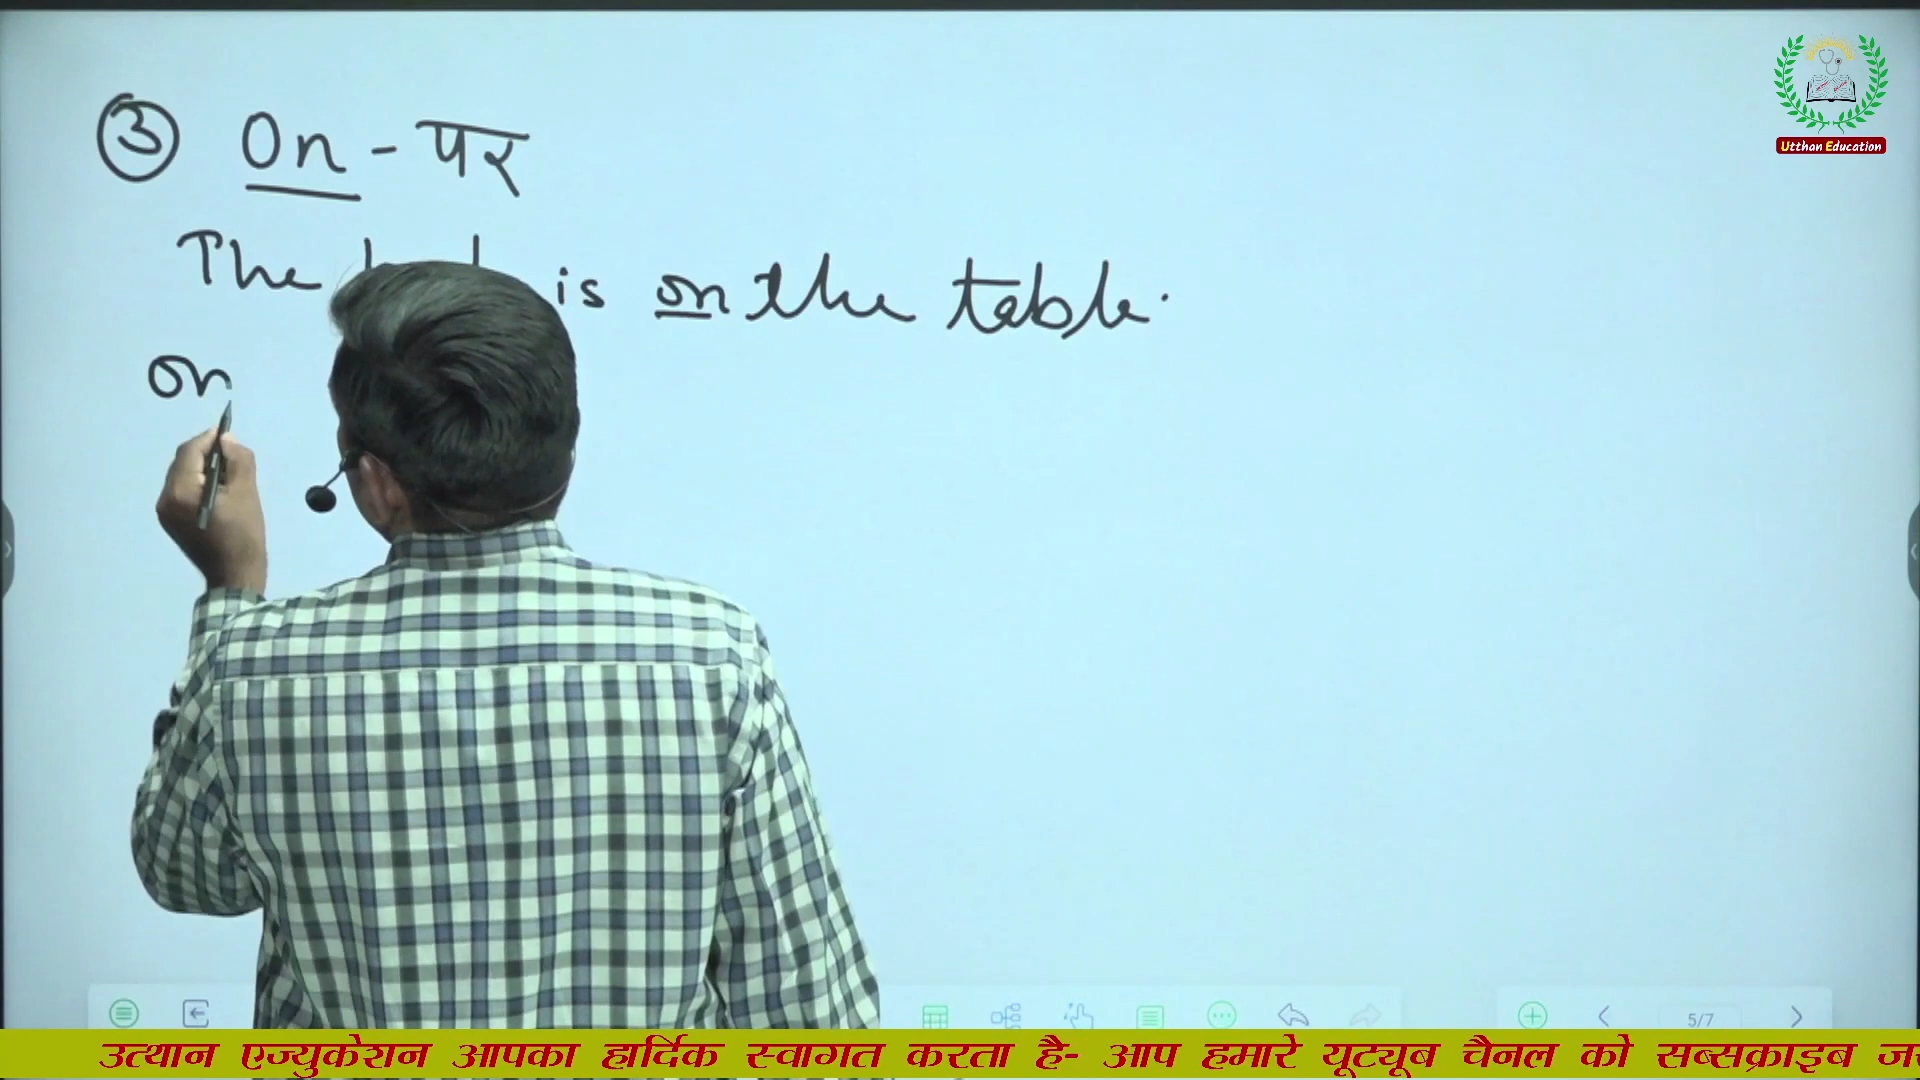 Utthan Education
③ On - पर
The is on the table.
on
5/7
उत्थान एज्युकेशन आपका हार्दिक स्वागत करता है- आप हमारे यूट्यूब चैनल को सब्सक्राइब